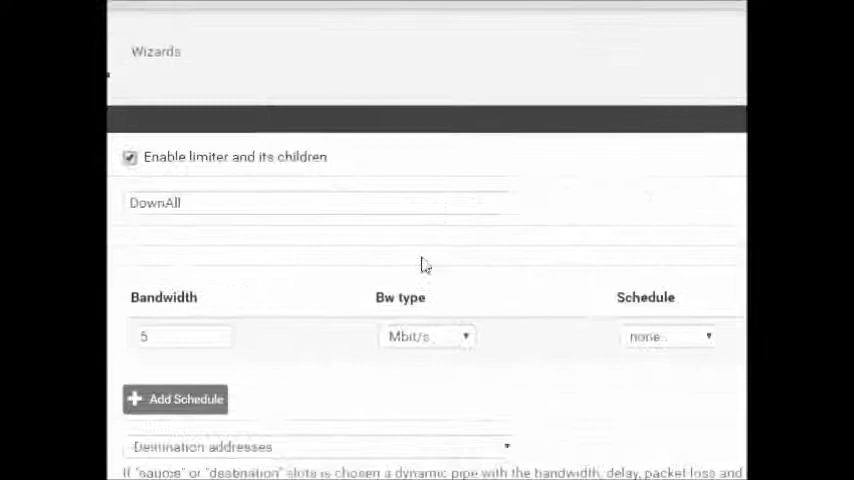 Wizards
Enable limiter and its children
DownAll
Bandwidth Bw type Schedule
5 Mbit/s none
Add Schedule
Destination addresses
If "source" or "destination" slots is chosen a dynamic pipe with the bandwidth, delay, packet loss and